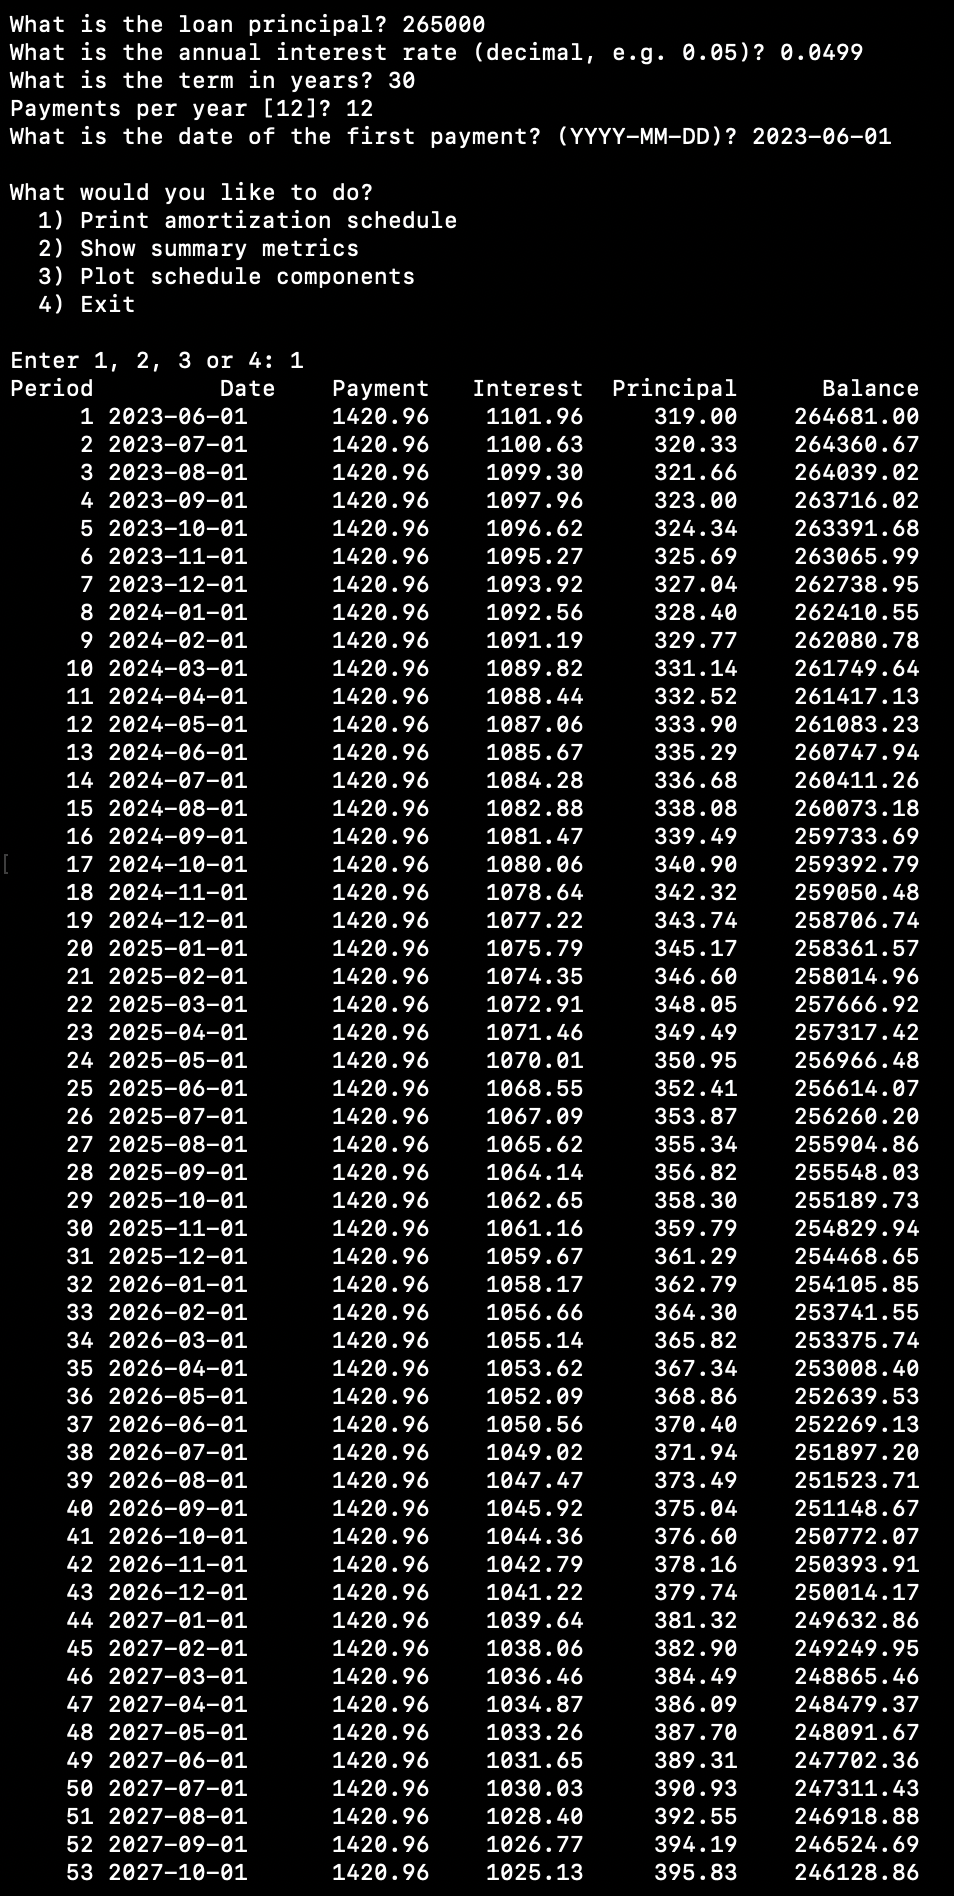 What is the loan principal? 265000
What is the annual interest rate (decimal, e.g. 0.05)? 0.0499
What is the term in years? 30
Payments per year [12]? 12
What is the date of the first payment? (YYYY-MM-DD)? 2023-06-01

What would you like to do?
  1) Print amortization schedule
  2) Show summary metrics
  3) Plot schedule components
  4) Exit

Enter 1, 2, 3 or 4: 1
Period         Date    Payment   Interest  Principal      Balance
     1 2023-06-01      1420.96    1101.96     319.00    264681.00
     2 2023-07-01      1420.96    1100.63     320.33    264360.67
     3 2023-08-01      1420.96    1099.30     321.66    264039.02
     4 2023-09-01      1420.96    1097.96     323.00    263716.02
     5 2023-10-01      1420.96    1096.62     324.34    263391.68
     6 2023-11-01      1420.96    1095.27     325.69    263065.99
     7 2023-12-01      1420.96    1093.92     327.04    262738.95
     8 2024-01-01      1420.96    1092.56     328.40    262410.55
     9 2024-02-01      1420.96    1091.19     329.77    262080.78
    10 2024-03-01      1420.96    1089.82     331.14    261749.64
    11 2024-04-01      1420.96    1088.44     332.52    261417.13
    12 2024-05-01      1420.96    1087.06     333.90    261083.23
    13 2024-06-01      1420.96    1085.67     335.29    260747.94
    14 2024-07-01      1420.96    1084.28     336.68    260411.26
    15 2024-08-01      1420.96    1082.88     338.08    260073.18
    16 2024-09-01      1420.96    1081.47     339.49    259733.69
[   17 2024-10-01      1420.96    1080.06     340.90    259392.79
    18 2024-11-01      1420.96    1078.64     342.32    259050.48
    19 2024-12-01      1420.96    1077.22     343.74    258706.74
    20 2025-01-01      1420.96    1075.79     345.17    258361.57
    21 2025-02-01      1420.96    1074.35     346.60    258014.96
    22 2025-03-01      1420.96    1072.91     348.05    257666.92
    23 2025-04-01      1420.96    1071.46     349.49    257317.42
    24 2025-05-01      1420.96    1070.01     350.95    256966.48
    25 2025-06-01      1420.96    1068.55     352.41    256614.07
    26 2025-07-01      1420.96    1067.09     353.87    256260.20
    27 2025-08-01      1420.96    1065.62     355.34    255904.86
    28 2025-09-01      1420.96    1064.14     356.82    255548.03
    29 2025-10-01      1420.96    1062.65     358.30    255189.73
    30 2025-11-01      1420.96    1061.16     359.79    254829.94
    31 2025-12-01      1420.96    1059.67     361.29    254468.65
    32 2026-01-01      1420.96    1058.17     362.79    254105.85
    33 2026-02-01      1420.96    1056.66     364.30    253741.55
    34 2026-03-01      1420.96    1055.14     365.82    253375.74
    35 2026-04-01      1420.96    1053.62     367.34    253008.40
    36 2026-05-01      1420.96    1052.09     368.86    252639.53
    37 2026-06-01      1420.96    1050.56     370.40    252269.13
    38 2026-07-01      1420.96    1049.02     371.94    251897.20
    39 2026-08-01      1420.96    1047.47     373.49    251523.71
    40 2026-09-01      1420.96    1045.92     375.04    251148.67
    41 2026-10-01      1420.96    1044.36     376.60    250772.07
    42 2026-11-01      1420.96    1042.79     378.16    250393.91
    43 2026-12-01      1420.96    1041.22     379.74    250014.17
    44 2027-01-01      1420.96    1039.64     381.32    249632.86
    45 2027-02-01      1420.96    1038.06     382.90    249249.95
    46 2027-03-01      1420.96    1036.46     384.49    248865.46
    47 2027-04-01      1420.96    1034.87     386.09    248479.37
    48 2027-05-01      1420.96    1033.26     387.70    248091.67
    49 2027-06-01      1420.96    1031.65     389.31    247702.36
    50 2027-07-01      1420.96    1030.03     390.93    247311.43
    51 2027-08-01      1420.96    1028.40     392.55    246918.88
    52 2027-09-01      1420.96    1026.77     394.19    246524.69
    53 2027-10-01      1420.96    1025.13     395.83    246128.86